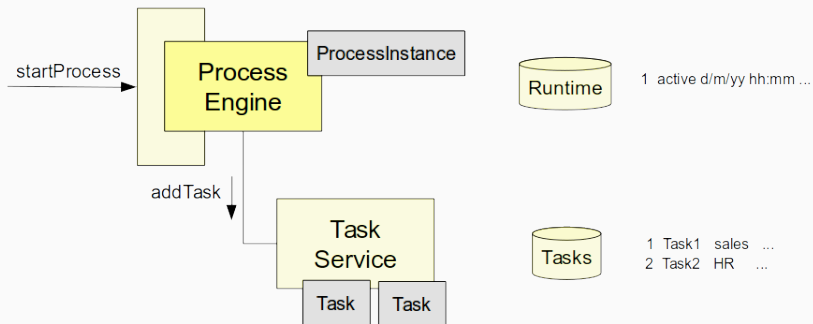 startProcess
Process
Engine
ProcessInstance
Runtime
1 active d/m/yy hh:mm ...
addTask
Task
Service
Task
Task
Tasks
1 Task1 sales ...
2 Task2 HR ...